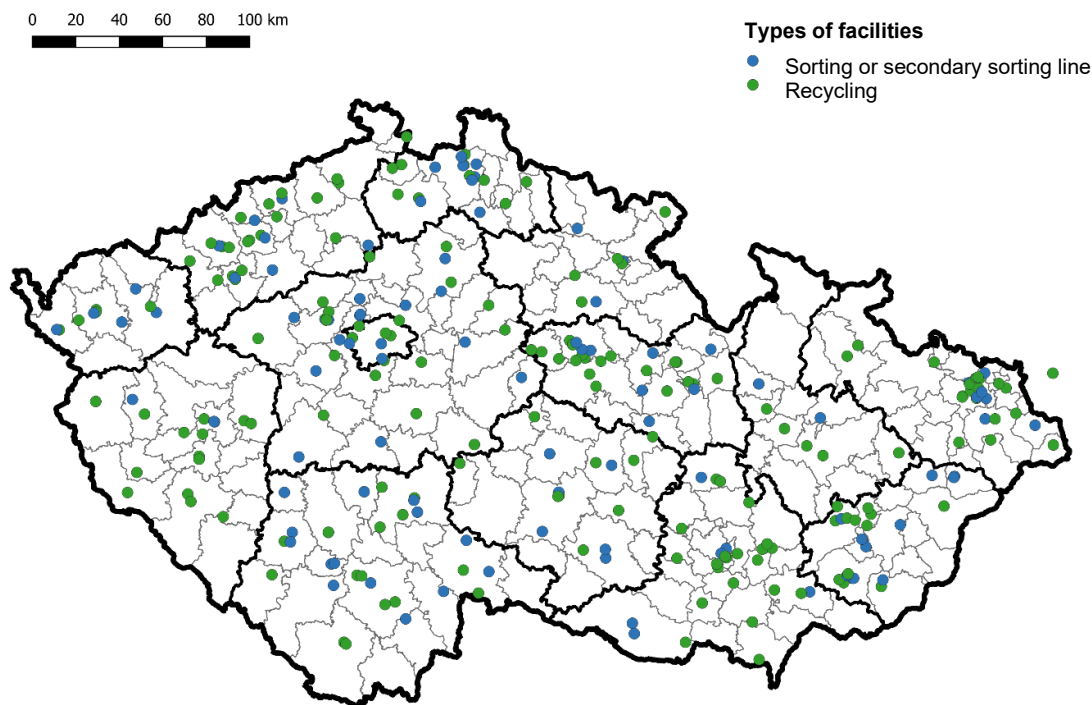 0 20 40 60 80 100 km
Types of facilities
Sorting or secondary sorting line
Recycling